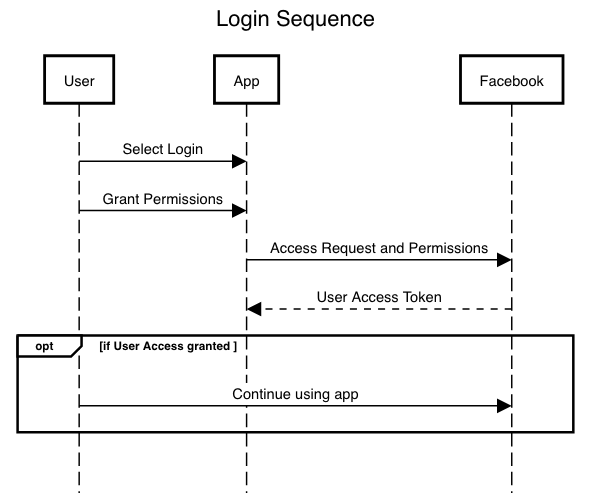 Login Sequence
User
App
Facebook
Select Login
Grant Permissions
Access Request and Permissions
User Access Token
opt
[if User Access granted ]
Continue using app